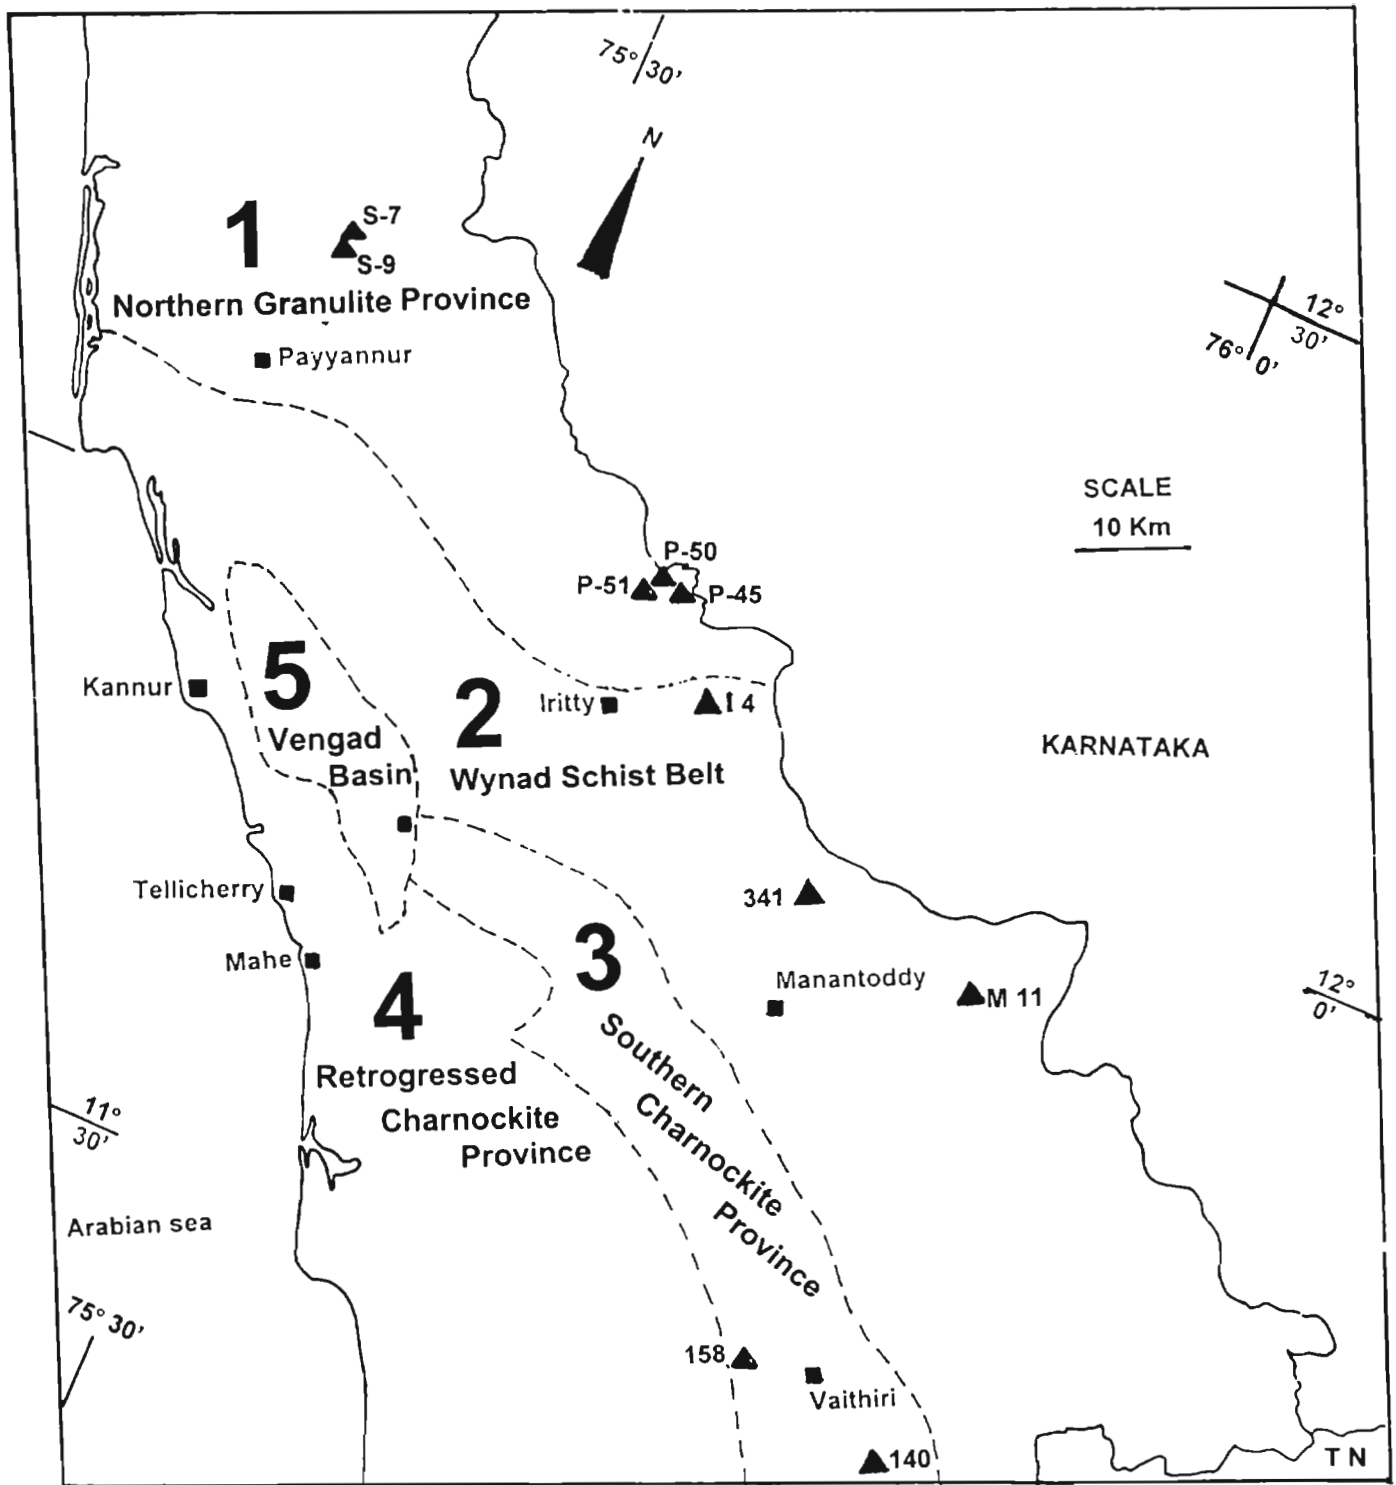 75° 30'
N
1
S-7
S-9
Northern Granulite Province
Payyannur
12°
30'
76° 0'
SCALE
10 Km
P-50
P-51
P-45
5
Kannur
2
Iritty
I 4
Vengad
Basin
Wynad Schist Belt
KARNATAKA
Tellicherry
341
3
Mahe
Manantoddy
M 11
12°
0'
4
Southern
Charnockite
Province
Retrogressed
Charnockite
Province
11°
30'
Arabian sea
75° 30'
158
Vaithiri
140
T N